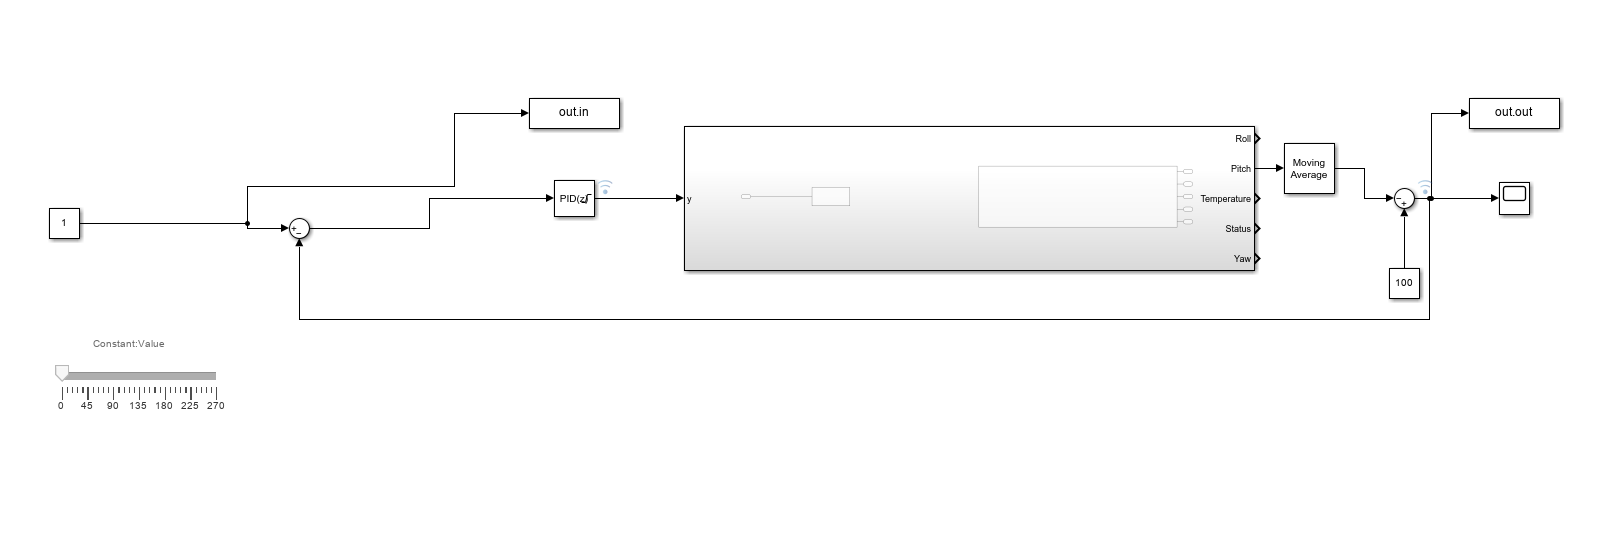 out.in
out.out
Roll
Moving
Average
Pitch
PID(z)
y
Temperature
1
+
−
−
+
Status
Yaw
100
Constant:Value
0 45 90 135 180 225 270